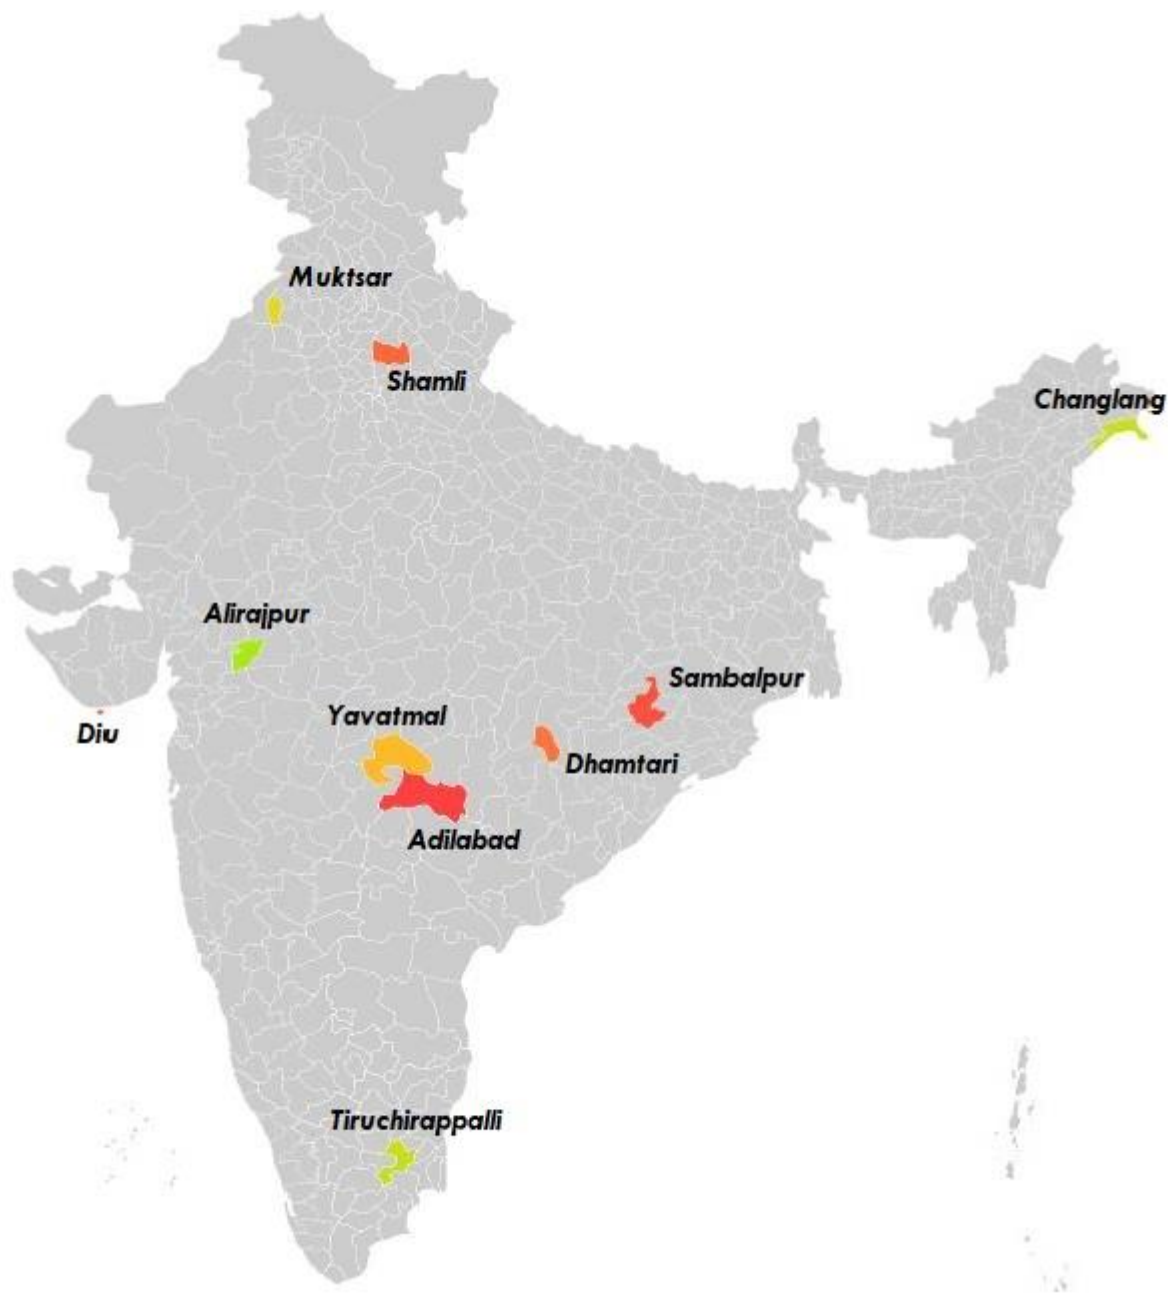 Muktsar
Shamli
Changlang
Alirajpur
Sambalpur
Yavatmal
Diu
Dhamtari
Adilabad
Tiruchirappalli